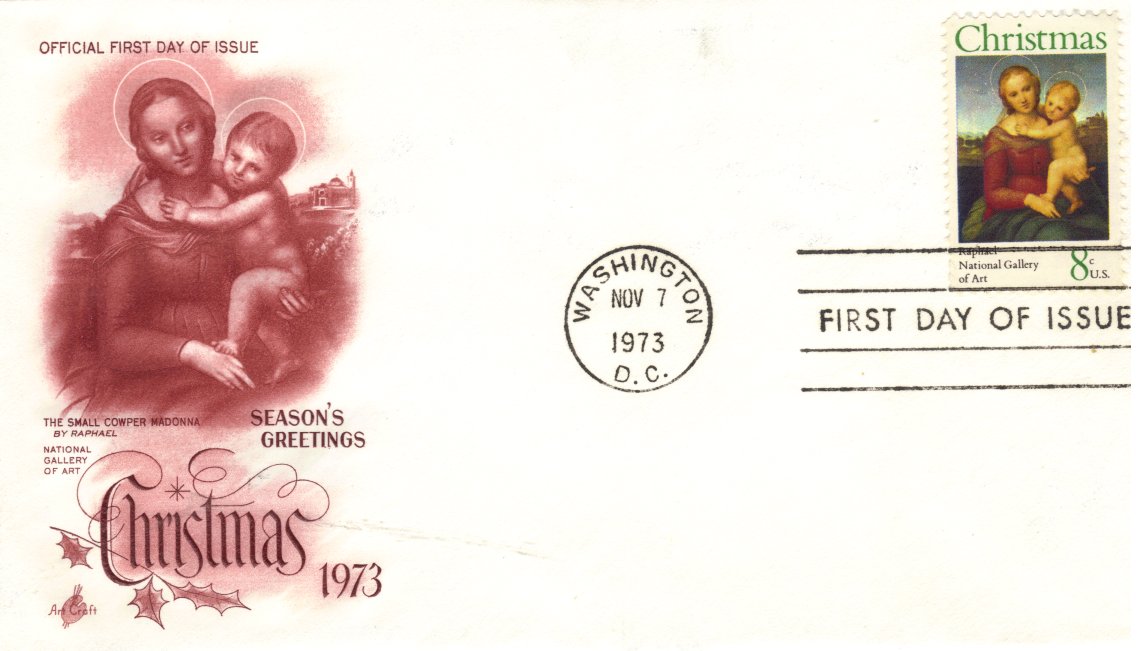 OFFICIAL FIRST DAY OF ISSUE
THE SMALL COWPER MADONNA
BY RAPHAEL
NATIONAL
GALLERY
OF ART
SEASON'S
GREETINGS
Christmas
1973
Art Craft
WASHINGTON
NOV 7
1973
D.C.
Christmas
Raphael
National Gallery
of Art
8c
U.S.
FIRST DAY OF ISSUE